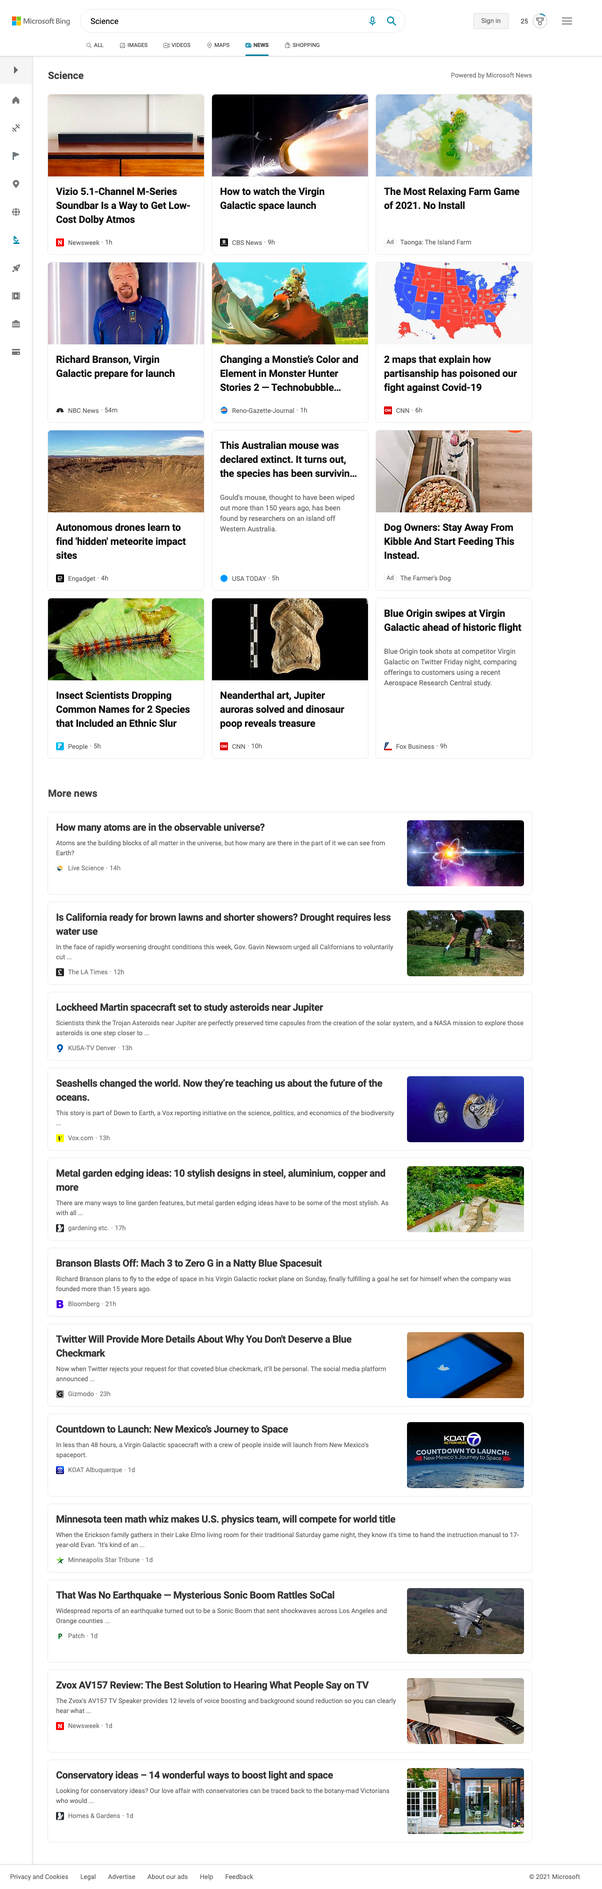 Microsoft Bing
Science
Sign in
25
ALL
IMAGES
VIDEOS
MAPS
NEWS
SHOPPING
Science
Powered by Microsoft News
Vizio 5.1-Channel M-Series
Soundbar Is a Way to Get Low-
Cost Dolby Atmos
Newsweek · 1h
How to watch the Virgin
Galactic space launch
CBS News · 9h
The Most Relaxing Farm Game
of 2021. No Install
Ad Taonga: The Island Farm
Richard Branson, Virgin
Galactic prepare for launch
NBC News · 54m
Changing a Monstie's Color and
Element in Monster Hunter
Stories 2 — Technobubble...
Reno-Gazette-Journal · 1h
2 maps that explain how
partisanship has poisoned our
fight against Covid-19
CNN · 6h
Autonomous drones learn to
find 'hidden' meteorite impact
sites
Engadget · 4h
This Australian mouse was
declared extinct. It turns out,
the species has been survivin...
Gould's mouse, thought to have been wiped
out more than 150 years ago, has been
found by researchers on an island off
Western Australia.
USA TODAY · 5h
Dog Owners: Stay Away From
Kibble And Start Feeding This
Instead.
Ad The Farmer's Dog
Insect Scientists Dropping
Common Names for 2 Species
that Included an Ethnic Slur
People · 5h
Neanderthal art, Jupiter
auroras solved and dinosaur
poop reveals treasure
CNN · 10h
Blue Origin swipes at Virgin
Galactic ahead of historic flight
Blue Origin took shots at competitor Virgin
Galactic on Twitter Friday night, comparing
offerings to customers using a recent
Aerospace Research Central study.
Fox Business · 9h
More news
How many atoms are in the observable universe?
Atoms are the building blocks of all matter in the universe, but how many are there in the part of it we can see from
Earth?
Live Science · 14h
Is California ready for brown lawns and shorter showers? Drought requires less
water use
In the face of rapidly worsening drought conditions this week, Gov. Gavin Newsom urged all Californians to voluntarily
cut ...
The LA Times · 12h
Lockheed Martin spacecraft set to study asteroids near Jupiter
Scientists think the Trojan Asteroids near Jupiter are perfectly preserved time capsules from the creation of the solar system, and a NASA mission to explore those
asteroids is one step closer to ...
KUSA-TV Denver · 13h
Seashells changed the world. Now they're teaching us about the future of the
oceans.
This story is part of Down to Earth, a Vox reporting initiative on the science, politics, and economics of the biodiversity
...
Vox.com · 13h
Metal garden edging ideas: 10 stylish designs in steel, aluminium, copper and
more
There are many ways to line garden features, but metal garden edging ideas have to be some of the most stylish. As
with all ...
gardening etc. · 17h
Branson Blasts Off: Mach 3 to Zero G in a Natty Blue Spacesuit
Richard Branson plans to fly to the edge of space in his Virgin Galactic rocket plane on Sunday, finally fulfilling a goal he set for himself when the company was
founded more than 15 years ago.
Bloomberg · 21h
Twitter Will Provide More Details About Why You Don't Deserve a Blue
Checkmark
Now when Twitter rejects your request for that coveted blue checkmark, it'll be personal. The social media platform
announced ...
Gizmodo · 23h
Countdown to Launch: New Mexico's Journey to Space
In less than 48 hours, a Virgin Galactic spacecraft with a crew of people inside will launch from New Mexico's
spaceport.
KOAT Albuquerque · 1d
KOAT 7
ACTION NEWS
COUNTDOWN TO LAUNCH:
New Mexico's Journey to Space
Minnesota teen math whiz makes U.S. physics team, will compete for world title
When the Erickson family gathers in their Lake Elmo living room for their traditional Saturday game night, they know it's time to hand the instruction manual to 17-
year-old Evan. "It's kind of an ...
Minneapolis Star Tribune · 1d
That Was No Earthquake — Mysterious Sonic Boom Rattles SoCal
Widespread reports of an earthquake turned out to be a Sonic Boom that sent shockwaves across Los Angeles and
Orange counties ...
Patch · 1d
Zvox AV157 Review: The Best Solution to Hearing What People Say on TV
The Zvox's AV157 TV Speaker provides 12 levels of voice boosting and background sound reduction so you can clearly
hear what ...
Newsweek · 1d
Conservatory ideas – 14 wonderful ways to boost light and space
Looking for conservatory ideas? Our love affair with conservatories can be traced back to the botany-mad Victorians
who would ...
Homes & Gardens · 1d
Privacy and Cookies
Legal
Advertise
About our ads
Help
Feedback
© 2021 Microsoft